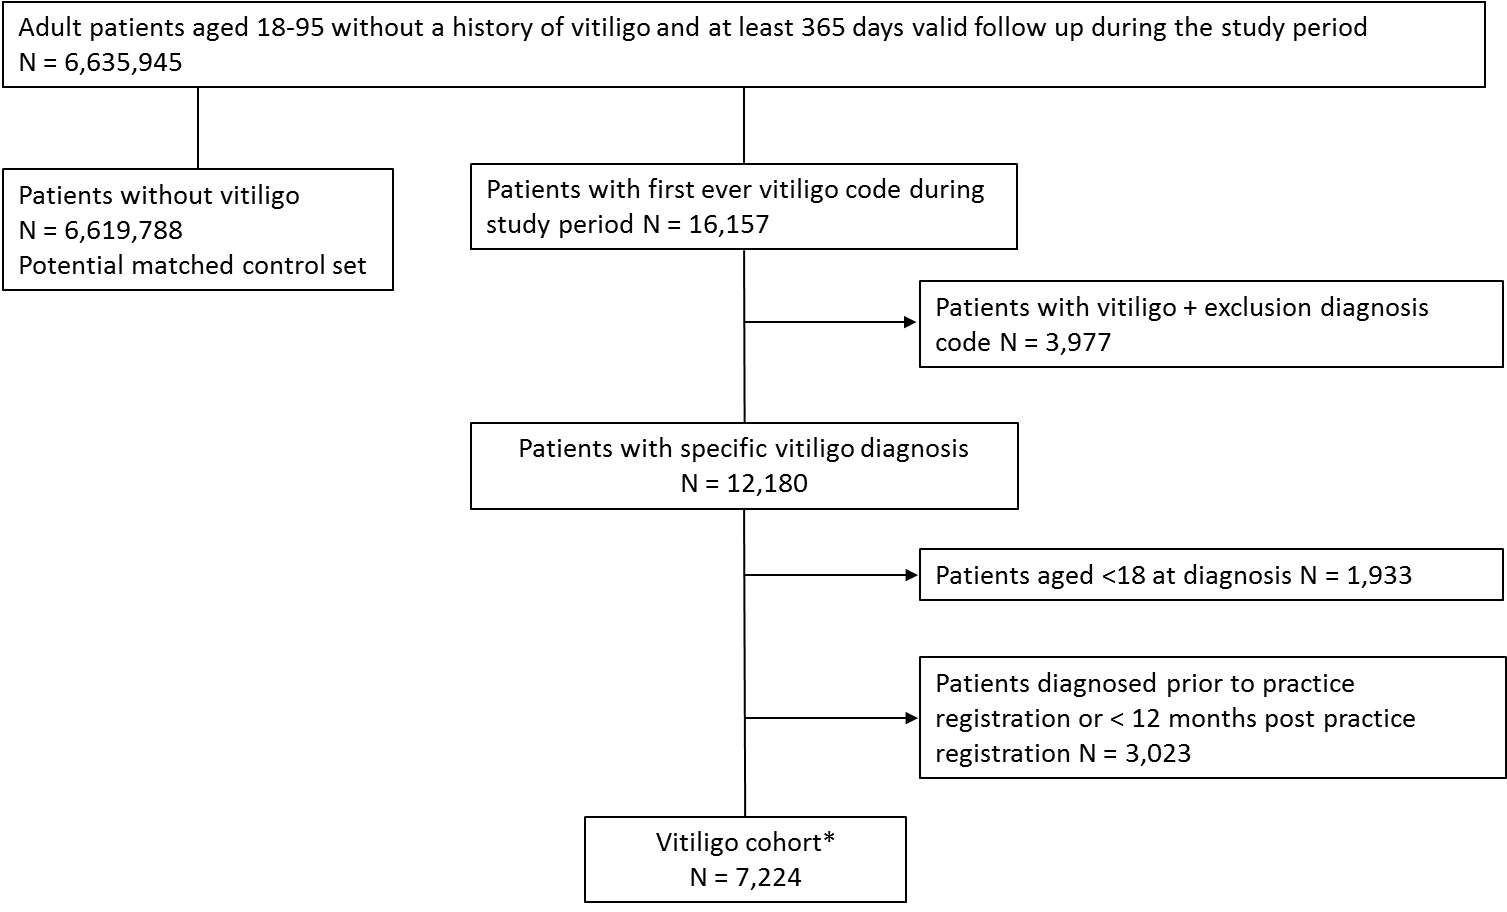 Adult patients aged 18-95 without a history of vitiligo and at least 365 days valid follow up during the study period
N = 6,635,945
Patients without vitiligo
N = 6,619,788
Potential matched control set
Patients with first ever vitiligo code during
study period N = 16,157
Patients with vitiligo + exclusion diagnosis
code N = 3,977
Patients with specific vitiligo diagnosis
N = 12,180
Patients aged <18 at diagnosis N = 1,933
Patients diagnosed prior to practice
registration or < 12 months post practice
registration N = 3,023
Vitiligo cohort*
N = 7,224